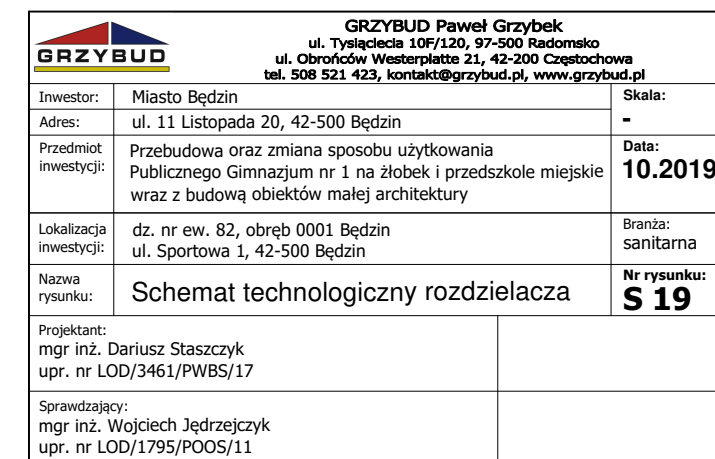 GRZYBUD
GRZYBUD Paweł Grzybek
ul. Tysiąclecia 10F/120, 97-500 Radomsko
ul. Obrońców Westerplatte 21, 42-200 Częstochowa
tel. 508 521 423, kontakt@grzybud.pl, www.grzybud.pl
Inwestor: Miasto Będzin
Skala:
-
Adres: ul. 11 Listopada 20, 42-500 Będzin
Przedmiot inwestycji:
Przebudowa oraz zmiana sposobu użytkowania
Publicznego Gimnazjum nr 1 na żłobek i przedszkole miejskie
wraz z budową obiektów małej architektury
Data:
10.2019
Lokalizacja inwestycji:
dz. nr ew. 82, obręb 0001 Będzin
ul. Sportowa 1, 42-500 Będzin
Branża:
sanitarna
Nazwa rysunku:
Schemat technologiczny rozdzielacza
Nr rysunku:
S 19
Projektant:
mgr inż. Dariusz Staszczyk
upr. nr LOD/3461/PWBS/17
Sprawdzający:
mgr inż. Wojciech Jędrzejczyk
upr. nr LOD/1795/POOS/11